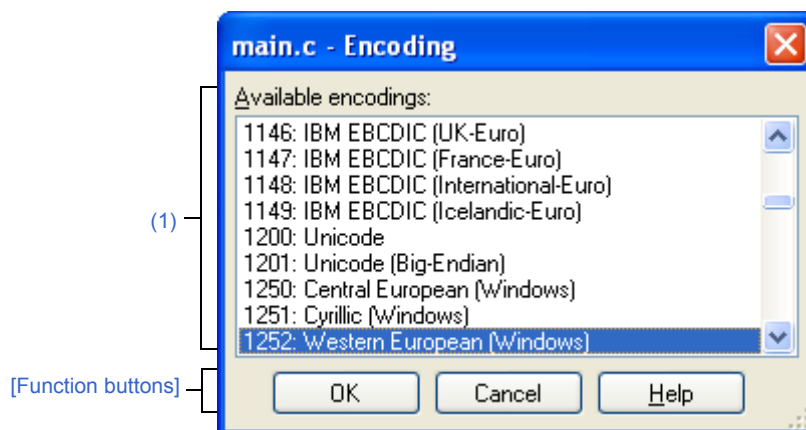 main.c - Encoding
Available encodings:
1146: IBM EBCDIC (UK-Euro)
1147: IBM EBCDIC (France-Euro)
1148: IBM EBCDIC (International-Euro)
1149: IBM EBCDIC (Icelandic-Euro)
(1)
1200: Unicode
1201: Unicode (Big-Endian)
1250: Central European (Windows)
1251: Cyrillic (Windows)
1252: Western European (Windows)
[Function buttons]
OK Cancel Help